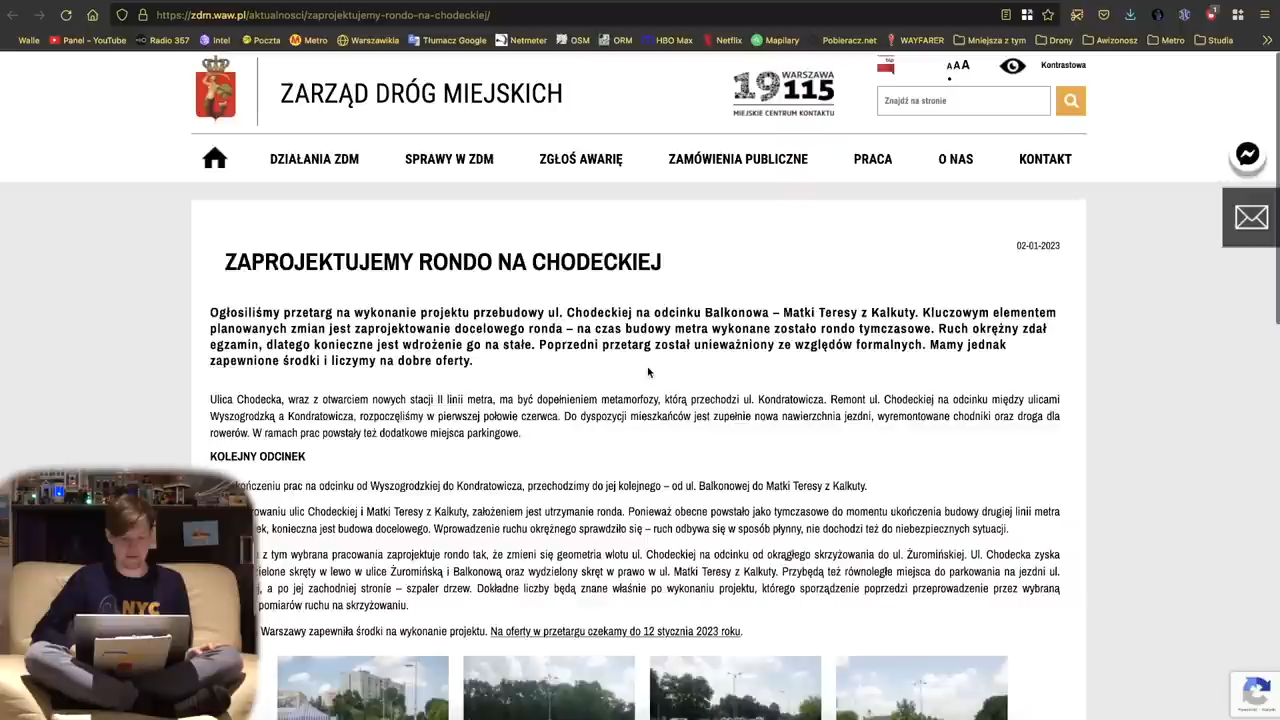 https://zdm.waw.pl/aktualnosci/zaprojektujemy-rondo-na-chodeckiej/
Walle Panel - YouTube Radio 357 Intel Poczta Metro Warszawikia Tłumacz Google Netmeter OSM ORM HBO Max Netflix Mapilary Pobieracz.net WAYFARER Mniejsza z tym Drony Awizonosz Metro Studia
ZARZĄD DRÓG MIEJSKICH
19115 WARSZAWA
MIEJSKIE CENTRUM KONTAKTU
bip
A A A
Kontrastowa
Znajdź na stronie
DZIAŁANIA ZDM SPRAWY W ZDM ZGŁOŚ AWARIĘ ZAMÓWIENIA PUBLICZNE PRACA O NAS KONTAKT
02-01-2023
ZAPROJEKTUJEMY RONDO NA CHODECKIEJ
Ogłosiliśmy przetarg na wykonanie projektu przebudowy ul. Chodeckiej na odcinku Balkonowa – Matki Teresy z Kalkuty. Kluczowym elementem
planowanych zmian jest zaprojektowanie docelowego ronda – na czas budowy metra wykonane zostało rondo tymczasowe. Ruch okrężny zdał
egzamin, dlatego konieczne jest wdrożenie go na stałe. Poprzedni przetarg został unieważniony ze względów formalnych. Mamy jednak
zapewnione środki i liczymy na dobre oferty.
Ulica Chodecka, wraz z otwarciem nowych stacji II linii metra, ma być dopełnieniem metamorfozy, którą przechodzi ul. Kondratowicza. Remont ul. Chodeckiej na odcinku między ulicami
Wyszogrodzką a Kondratowicza, rozpoczęliśmy w pierwszej połowie czerwca. Do dyspozycji mieszkańców jest zupełnie nowa nawierzchnia jezdni, wyremontowane chodniki oraz droga dla
rowerów. W ramach prac powstały też dodatkowe miejsca parkingowe.
KOLEJNY ODCINEK
kończeniu prac na odcinku od Wyszogrodzkiej do Kondratowicza, przechodzimy do jej kolejnego – od ul. Balkonowej do Matki Teresy z Kalkuty.
owaniu ulic Chodeckiej i Matki Teresy z Kalkuty, założeniem jest utrzymanie ronda. Ponieważ obecne powstało jako tymczasowe do momentu ukończenia budowy drugiej linii metra
ek, konieczna jest budowa docelowego. Wprowadzenie ruchu okrężnego sprawdziło się – ruch odbywa się w sposób płynny, nie dochodzi też do niebezpiecznych sytuacji.
z tym wybrana pracowania zaprojektuje rondo tak, że zmieni się geometria wlotu ul. Chodeckiej na odcinku od okrągłego skrzyżowania do ul. Żuromińskiej. Ul. Chodecka zyska
zielone skręty w lewo w ulice Żuromińską i Balkonową oraz wydzielony skręt w prawo w ul. Matki Teresy z Kalkuty. Przybędą też równoległe miejsca do parkowania na jezdni ul.
j, a po jej zachodniej stronie – szpaler drzew. Dokładne liczby będą znane właśnie po wykonaniu projektu, którego sporządzenie poprzedzi przeprowadzenie przez wybraną
pomiarów ruchu na skrzyżowaniu.
Warszawy zapewniła środki na wykonanie projektu. Na oferty w przetargu czekamy do 12 stycznia 2023 roku.
NYC